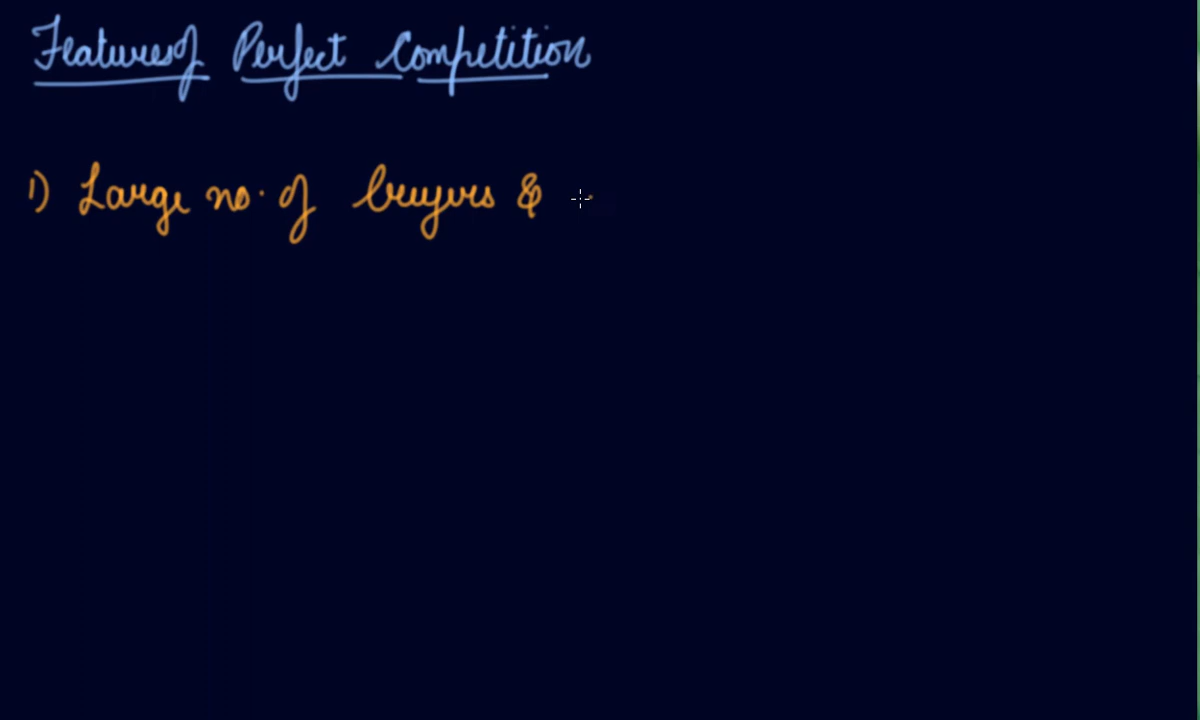 Features of Perfect Competition
1) Large no. of buyers &